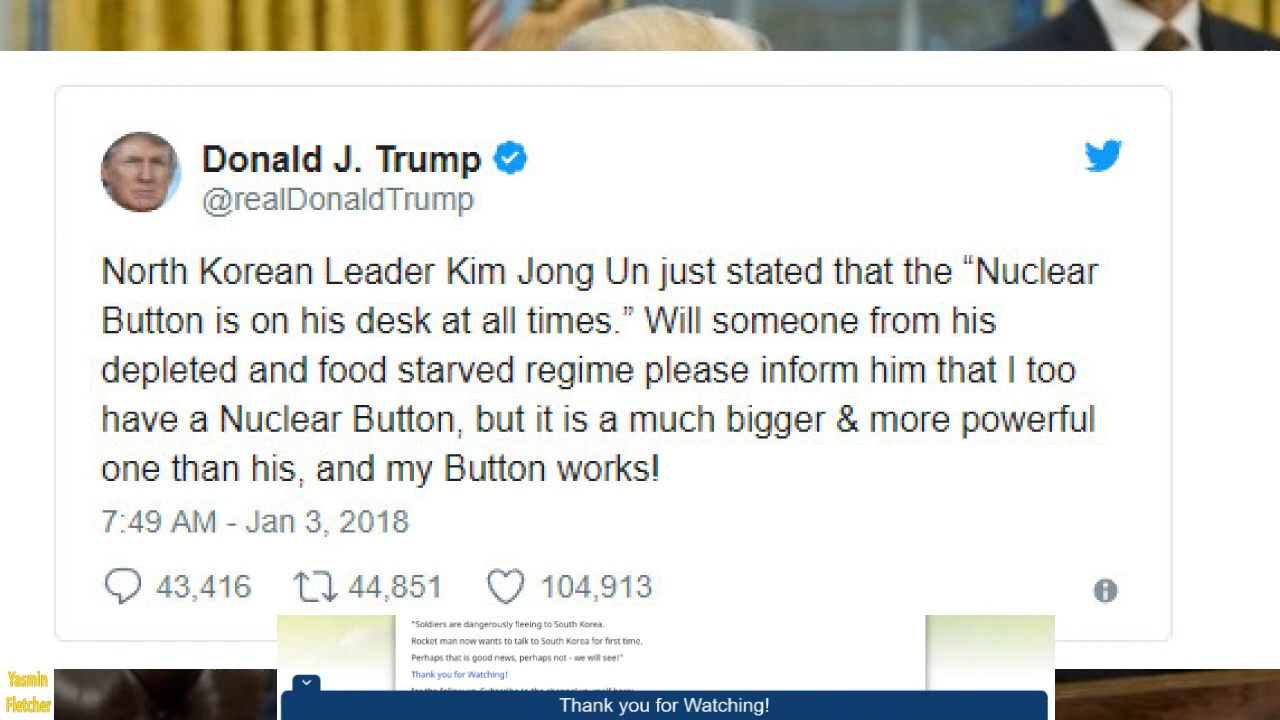 Donald J. Trump
@realDonaldTrump
North Korean Leader Kim Jong Un just stated that the “Nuclear
Button is on his desk at all times.” Will someone from his
depleted and food starved regime please inform him that I too
have a Nuclear Button, but it is a much bigger & more powerful
one than his, and my Button works!
7:49 AM - Jan 3, 2018
43,416 44,851 104,913
"Soldiers are dangerously fleeing to South Korea.
Rocket man now wants to talk to South Korea for first time.
Perhaps that is good news, perhaps not - we will see!"
Thank you for Watching!
Thank you for Watching!
Yasmin
Fletcher